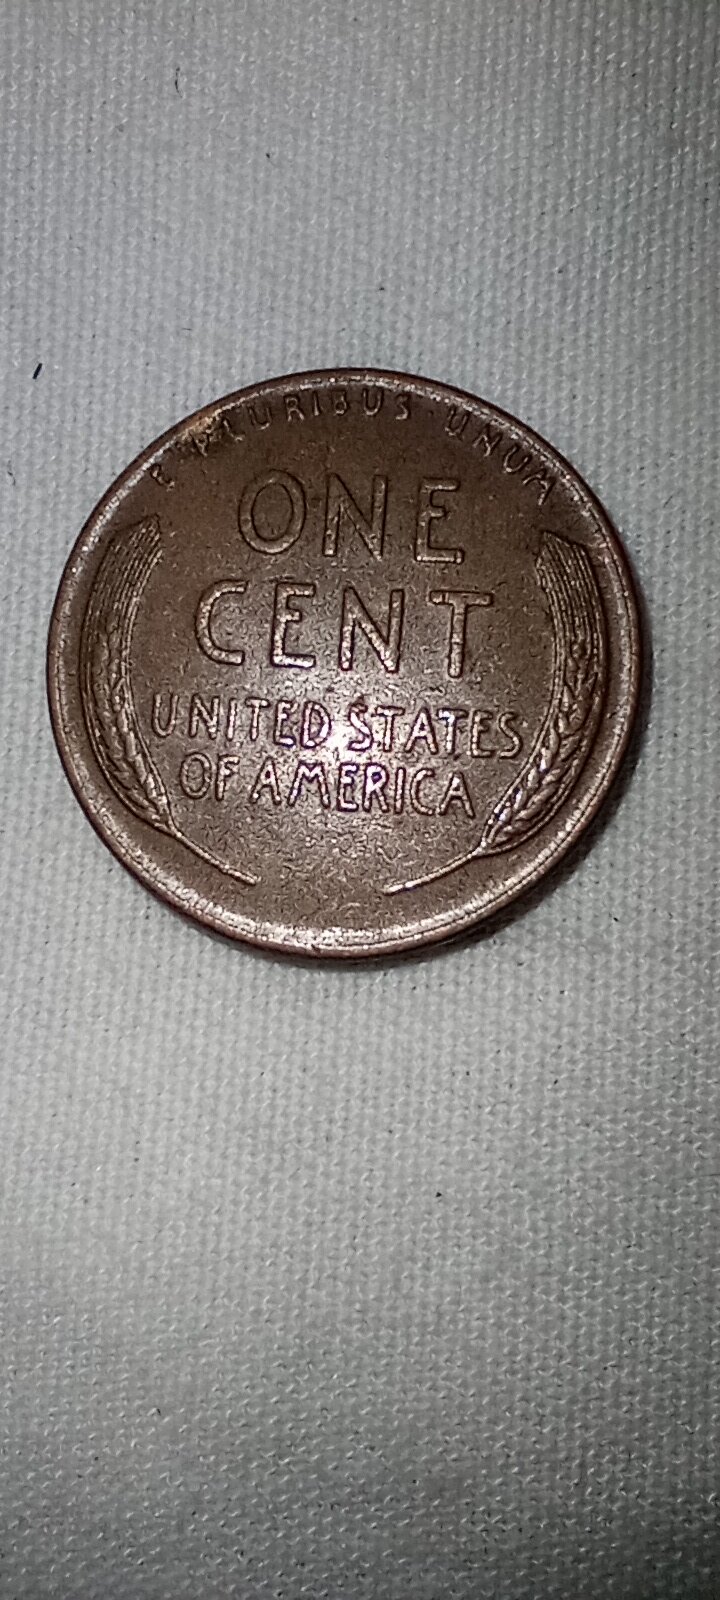 E PLURIBUS UNUM
ONE
CENT
UNITED STATES
OF AMERICA